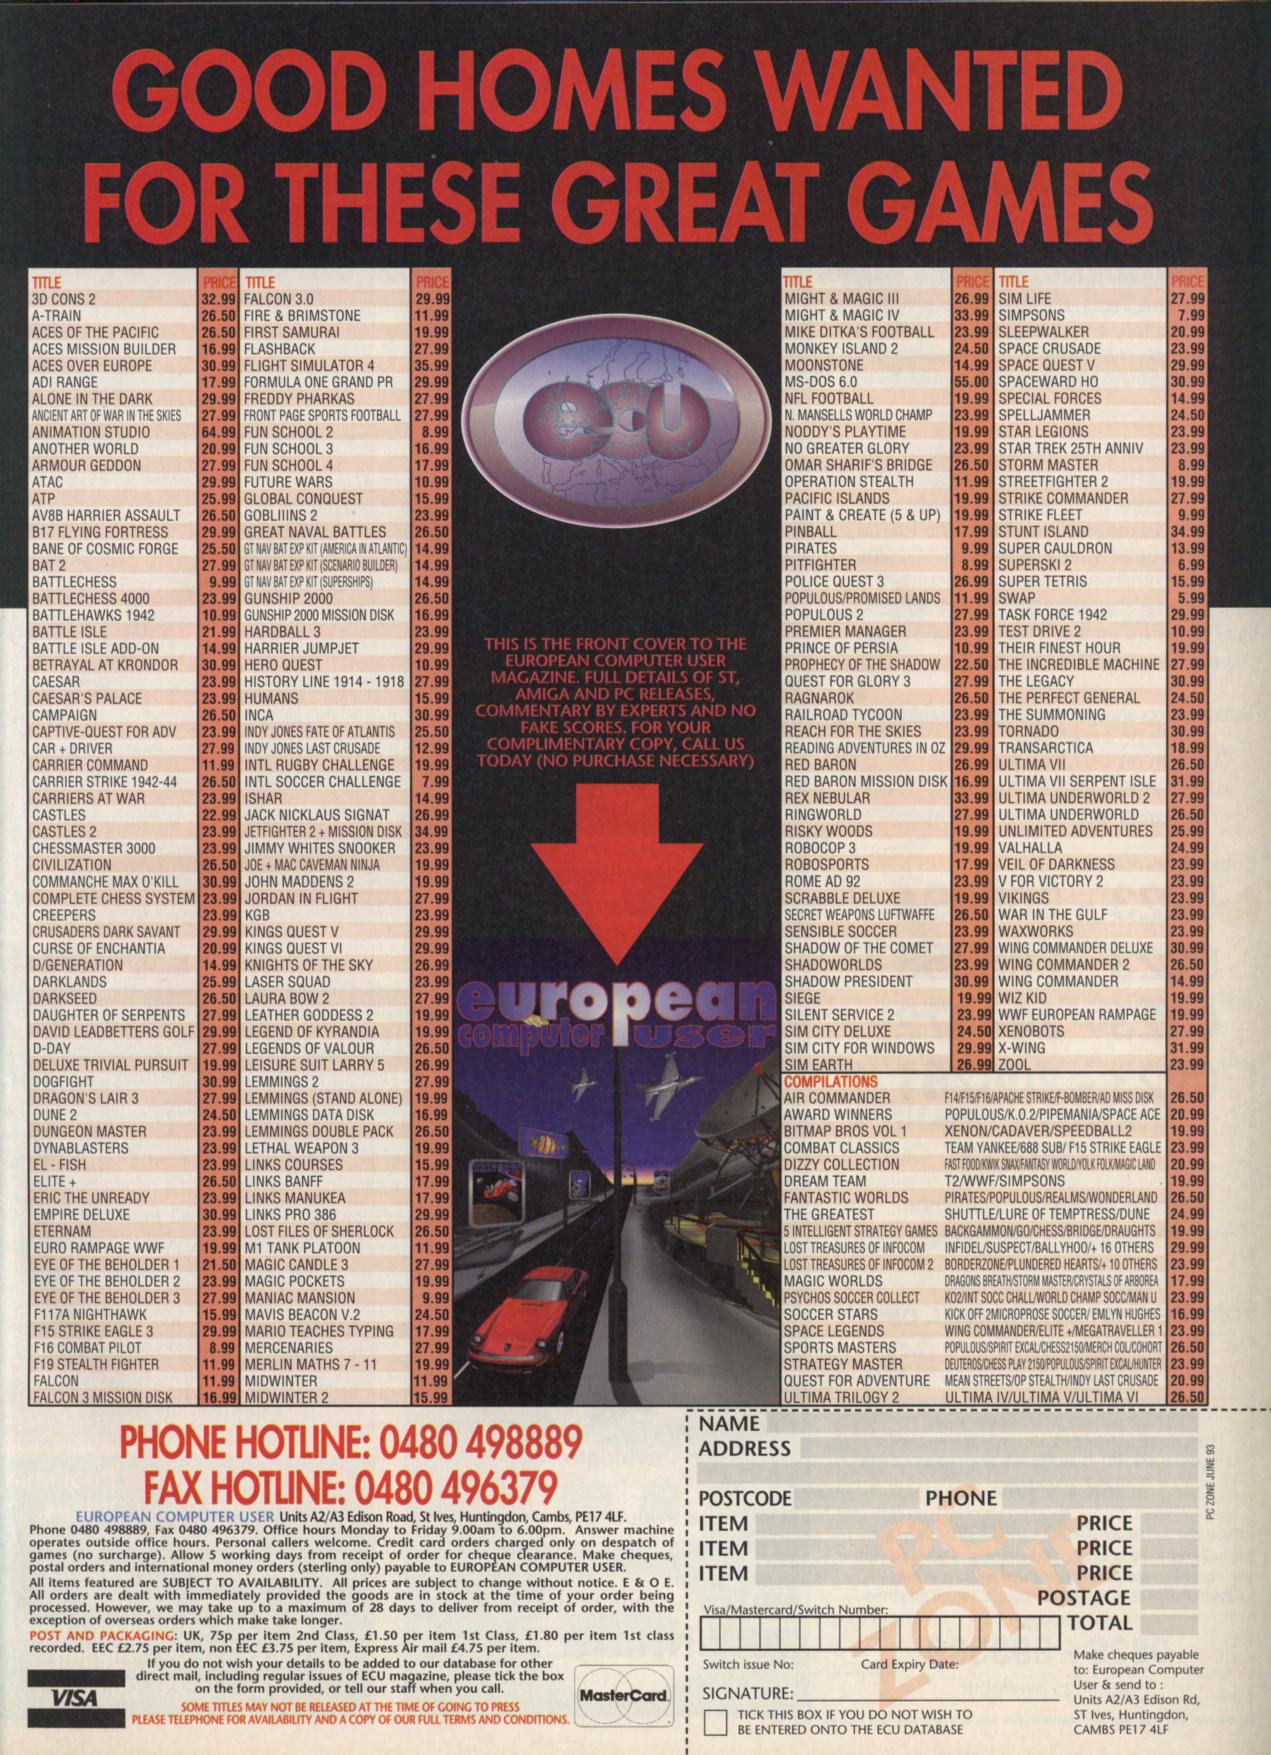 GOOD HOMES WANTED
FOR THESE GREAT GAMES
TITLE PRICE
3D CONS 2 32.99
A-TRAIN 26.50
ACES OF THE PACIFIC 26.50
ACES MISSION BUILDER 16.99
ACES OVER EUROPE 30.99
ADI RANGE 17.99
ALONE IN THE DARK 29.99
ANCIENT ART OF WAR IN THE SKIES 27.99
ANIMATION STUDIO 64.99
ANOTHER WORLD 20.99
ARMOUR GEDDON 27.99
ATAC 29.99
ATP 25.99
AV8B HARRIER ASSAULT 26.50
B17 FLYING FORTRESS 29.99
BANE OF COSMIC FORGE 25.50
BAT 2 27.99
BATTLECHESS 9.99
BATTLECHESS 4000 23.99
BATTLEHAWKS 1942 10.99
BATTLE ISLE 21.99
BATTLE ISLE ADD-ON 14.99
BETRAYAL AT KRONDOR 30.99
CAESAR 23.99
CAESAR'S PALACE 23.99
CAMPAIGN 26.50
CAPTIVE-QUEST FOR ADV 23.99
CAR + DRIVER 27.99
CARRIER COMMAND 11.99
CARRIER STRIKE 1942-44 26.50
CARRIERS AT WAR 23.99
CASTLES 22.99
CASTLES 2 23.99
CHESSMASTER 3000 23.99
CIVILIZATION 26.50
COMMANCHE MAX O'KILL 30.99
COMPLETE CHESS SYSTEM 23.99
CREEPERS 23.99
CRUSADERS DARK SAVANT 29.99
CURSE OF ENCHANTIA 20.99
D/GENERATION 14.99
DARKLANDS 25.99
DARKSEED 26.50
DAUGHTER OF SERPENTS 27.99
DAVID LEADBETTERS GOLF 29.99
D-DAY 27.99
DELUXE TRIVIAL PURSUIT 19.99
DOGFIGHT 30.99
DRAGON'S LAIR 3 27.99
DUNE 2 24.50
DUNGEON MASTER 23.99
DYNABLASTERS 23.99
EL - FISH 23.99
ELITE + 26.50
ERIC THE UNREADY 23.99
EMPIRE DELUXE 30.99
ETERNAM 23.99
EURO RAMPAGE WWF 19.99
EYE OF THE BEHOLDER 1 21.50
EYE OF THE BEHOLDER 2 23.99
EYE OF THE BEHOLDER 3 27.99
F117A NIGHTHAWK 15.99
F15 STRIKE EAGLE 3 29.99
F16 COMBAT PILOT 8.99
F19 STEALTH FIGHTER 11.99
FALCON 11.99
FALCON 3 MISSION DISK 16.99
TITLE PRICE
FALCON 3.0 29.99
FIRE & BRIMSTONE 11.99
FIRST SAMURAI 19.99
FLASHBACK 27.99
FLIGHT SIMULATOR 4 35.99
FORMULA ONE GRAND PR 29.99
FREDDY PHARKAS 27.99
FRONT PAGE SPORTS FOOTBALL 27.99
FUN SCHOOL 2 8.99
FUN SCHOOL 3 16.99
FUN SCHOOL 4 17.99
FUTURE WARS 10.99
GLOBAL CONQUEST 15.99
GOBLIIINS 2 23.99
GREAT NAVAL BATTLES 26.50
GT NAV BAT EXP KIT (AMERICA IN ATLANTIC) 14.99
GT NAV BAT EXP KIT (SCENARIO BUILDER) 14.99
GT NAV BAT EXP KIT (SUPERSHIPS) 14.99
GUNSHIP 2000 26.50
GUNSHIP 2000 MISSION DISK 16.99
HARDBALL 3 23.99
HARRIER JUMPJET 29.99
HERO QUEST 10.99
HISTORY LINE 1914 - 1918 27.99
HUMANS 15.99
INCA 30.99
INDY JONES FATE OF ATLANTIS 25.50
INDY JONES LAST CRUSADE 12.99
INTL RUGBY CHALLENGE 19.99
INTL SOCCER CHALLENGE 7.99
ISHAR 14.99
JACK NICKLAUS SIGNAT 26.99
JETFIGHTER 2 + MISSION DISK 34.99
JIMMY WHITES SNOOKER 23.99
JOE + MAC CAVEMAN NINJA 19.99
JOHN MADDENS 2 19.99
JORDAN IN FLIGHT 27.99
KGB 23.99
KINGS QUEST V 29.99
KINGS QUEST VI 29.99
KNIGHTS OF THE SKY 26.99
LASER SQUAD 23.99
LAURA BOW 2 27.99
LEATHER GODDESS 2 19.99
LEGEND OF KYRANDIA 19.99
LEGENDS OF VALOUR 26.50
LEISURE SUIT LARRY 5 26.99
LEMMINGS 2 27.99
LEMMINGS (STAND ALONE) 19.99
LEMMINGS DATA DISK 16.99
LEMMINGS DOUBLE PACK 26.50
LETHAL WEAPON 3 19.99
LINKS COURSES 15.99
LINKS BANFF 17.99
LINKS MANUKEA 17.99
LINKS PRO 386 29.99
LOST FILES OF SHERLOCK 26.50
M1 TANK PLATOON 11.99
MAGIC CANDLE 3 27.99
MAGIC POCKETS 19.99
MANIAC MANSION 9.99
MAVIS BEACON V.2 24.50
MARIO TEACHES TYPING 17.99
MERCENARIES 27.99
MERLIN MATHS 7 - 11 19.99
MIDWINTER 11.99
MIDWINTER 2 15.99
ecu
THIS IS THE FRONT COVER TO THE
EUROPEAN COMPUTER USER
MAGAZINE. FULL DETAILS OF ST,
AMIGA AND PC RELEASES,
COMMENTARY BY EXPERTS AND NO
FAKE SCORES. FOR YOUR
COMPLIMENTARY COPY, CALL US
TODAY (NO PURCHASE NECESSARY)
european
computer user
TITLE PRICE
MIGHT & MAGIC III 26.99
MIGHT & MAGIC IV 33.99
MIKE DITKA'S FOOTBALL 23.99
MONKEY ISLAND 2 24.50
MOONSTONE 14.99
MS-DOS 6.0 55.00
NFL FOOTBALL 19.99
N. MANSELLS WORLD CHAMP 23.99
NODDY'S PLAYTIME 19.99
NO GREATER GLORY 23.99
OMAR SHARIF'S BRIDGE 26.50
OPERATION STEALTH 11.99
PACIFIC ISLANDS 19.99
PAINT & CREATE (5 & UP) 19.99
PINBALL 17.99
PIRATES 9.99
PITFIGHTER 8.99
POLICE QUEST 3 26.99
POPULOUS/PROMISED LANDS 11.99
POPULOUS 2 27.99
PREMIER MANAGER 23.99
PRINCE OF PERSIA 10.99
PROPHECY OF THE SHADOW 22.50
QUEST FOR GLORY 3 27.99
RAGNAROK 26.50
RAILROAD TYCOON 23.99
REACH FOR THE SKIES 23.99
READING ADVENTURES IN OZ 29.99
RED BARON 26.99
RED BARON MISSION DISK 16.99
REX NEBULAR 33.99
RINGWORLD 27.99
RISKY WOODS 19.99
ROBOCOP 3 19.99
ROBOSPORTS 17.99
ROME AD 92 23.99
SCRABBLE DELUXE 19.99
SECRET WEAPONS LUFTWAFFE 26.50
SENSIBLE SOCCER 23.99
SHADOW OF THE COMET 27.99
SHADOWORLDS 23.99
SHADOW PRESIDENT 30.99
SIEGE 19.99
SILENT SERVICE 2 23.99
SIM CITY DELUXE 24.50
SIM CITY FOR WINDOWS 29.99
SIM EARTH 26.99
TITLE PRICE
SIM LIFE 27.99
SIMPSONS 7.99
SLEEPWALKER 20.99
SPACE CRUSADE 23.99
SPACE QUEST V 29.99
SPACEWARD HO 30.99
SPECIAL FORCES 14.99
SPELLJAMMER 24.50
STAR LEGIONS 23.99
STAR TREK 25TH ANNIV 23.99
STORM MASTER 8.99
STREETFIGHTER 2 19.99
STRIKE COMMANDER 27.99
STRIKE FLEET 9.99
STUNT ISLAND 34.99
SUPER CAULDRON 13.99
SUPERSKI 2 6.99
SUPER TETRIS 15.99
SWAP 5.99
TASK FORCE 1942 29.99
TEST DRIVE 2 10.99
THEIR FINEST HOUR 19.99
THE INCREDIBLE MACHINE 27.99
THE LEGACY 30.99
THE PERFECT GENERAL 24.50
THE SUMMONING 23.99
TORNADO 30.99
TRANSARCTICA 18.99
ULTIMA VII 26.50
ULTIMA VII SERPENT ISLE 31.99
ULTIMA UNDERWORLD 2 27.99
ULTIMA UNDERWORLD 26.50
UNLIMITED ADVENTURES 25.99
VALHALLA 24.99
VEIL OF DARKNESS 23.99
V FOR VICTORY 2 23.99
VIKINGS 23.99
WAR IN THE GULF 23.99
WAXWORKS 23.99
WING COMMANDER DELUXE 30.99
WING COMMANDER 2 26.50
WING COMMANDER 14.99
WIZ KID 19.99
WWF EUROPEAN RAMPAGE 19.99
XENOBOTS 27.99
X-WING 31.99
ZOOL 23.99
COMPILATIONS
AIR COMMANDER F14/F15/F16/APACHE STRIKE/F-BOMBER/AD MISS DISK 26.50
AWARD WINNERS POPULOUS/K.O.2/PIPEMANIA/SPACE ACE 20.99
BITMAP BROS VOL 1 XENON/CADAVER/SPEEDBALL2 19.99
COMBAT CLASSICS TEAM YANKEE/688 SUB/ F15 STRIKE EAGLE 23.99
DIZZY COLLECTION FAST FOOD/KWIK SNAX/FANTASY WORLD/YOLK FOLK/MAGIC LAND 20.99
DREAM TEAM T2/WWF/SIMPSONS 19.99
FANTASTIC WORLDS PIRATES/POPULOUS/REALMS/WONDERLAND 26.50
THE GREATEST SHUTTLE/LURE OF TEMPTRESS/DUNE 24.99
5 INTELLIGENT STRATEGY GAMES BACKGAMMON/GO/CHESS/BRIDGE/DRAUGHTS 19.99
LOST TREASURES OF INFOCOM INFIDEL/SUSPECT/BALLYHOO/+ 16 OTHERS 29.99
LOST TREASURES OF INFOCOM 2 BORDERZONE/PLUNDERED HEARTS/+ 10 OTHERS 23.99
MAGIC WORLDS DRAGONS BREATH/STORM MASTER/CRYSTALS OF ARBOREA 17.99
PSYCHOS SOCCER COLLECT KO2/INT SOCC CHALL/WORLD CHAMP SOCC/MAN U 23.99
SOCCER STARS KICK OFF 2MICROPROSE SOCCER/ EMLYN HUGHES 16.99
SPACE LEGENDS WING COMMANDER/ELITE +/MEGATRAVELLER 1 23.99
SPORTS MASTERS POPULOUS/SPIRIT EXCAL/CHESS2150/MERCH COL/COHORT 26.50
STRATEGY MASTER DEUTEROS/CHESS PLAY 2150/POPULOUS/SPIRIT EXCAL/HUNTER 23.99
QUEST FOR ADVENTURE MEAN STREETS/OP STEALTH/INDY LAST CRUSADE 20.99
ULTIMA TRILOGY 2 ULTIMA IV/ULTIMA V/ULTIMA VI 26.50
PHONE HOTLINE: 0480 498889
FAX HOTLINE: 0480 496379
EUROPEAN COMPUTER USER Units A2/A3 Edison Road, St Ives, Huntingdon, Cambs, PE17 4LF.
Phone 0480 498889, Fax 0480 496379. Office hours Monday to Friday 9.00am to 6.00pm. Answer machine
operates outside office hours. Personal callers welcome. Credit card orders charged only on despatch of
games (no surcharge). Allow 5 working days from receipt of order for cheque clearance. Make cheques,
postal orders and international money orders (sterling only) payable to EUROPEAN COMPUTER USER.
All items featured are SUBJECT TO AVAILABILITY. All prices are subject to change without notice. E & O E.
All orders are dealt with immediately provided the goods are in stock at the time of your order being
processed. However, we may take up to a maximum of 28 days to deliver from receipt of order, with the
exception of overseas orders which make take longer.
POST AND PACKAGING: UK, 75p per item 2nd Class, £1.50 per item 1st Class, £1.80 per item 1st class
recorded. EEC £2.75 per item, non EEC £3.75 per item, Express Air mail £4.75 per item.
If you do not wish your details to be added to our database for other
direct mail, including regular issues of ECU magazine, please tick the box
on the form provided, or tell our staff when you call.
VISA
MasterCard
SOME TITLES MAY NOT BE RELEASED AT THE TIME OF GOING TO PRESS
PLEASE TELEPHONE FOR AVAILABILITY AND A COPY OF OUR FULL TERMS AND CONDITIONS.
PC ZONE
NAME
ADDRESS
POSTCODE PHONE
ITEM PRICE
ITEM PRICE
ITEM PRICE
POSTAGE
Visa/Mastercard/Switch Number:
TOTAL
Switch issue No: Card Expiry Date:
SIGNATURE:
TICK THIS BOX IF YOU DO NOT WISH TO
BE ENTERED ONTO THE ECU DATABASE
Make cheques payable
to: European Computer
User & send to :
Units A2/A3 Edison Rd,
ST Ives, Huntingdon,
CAMBS PE17 4LF
PC ZONE JUNE 93